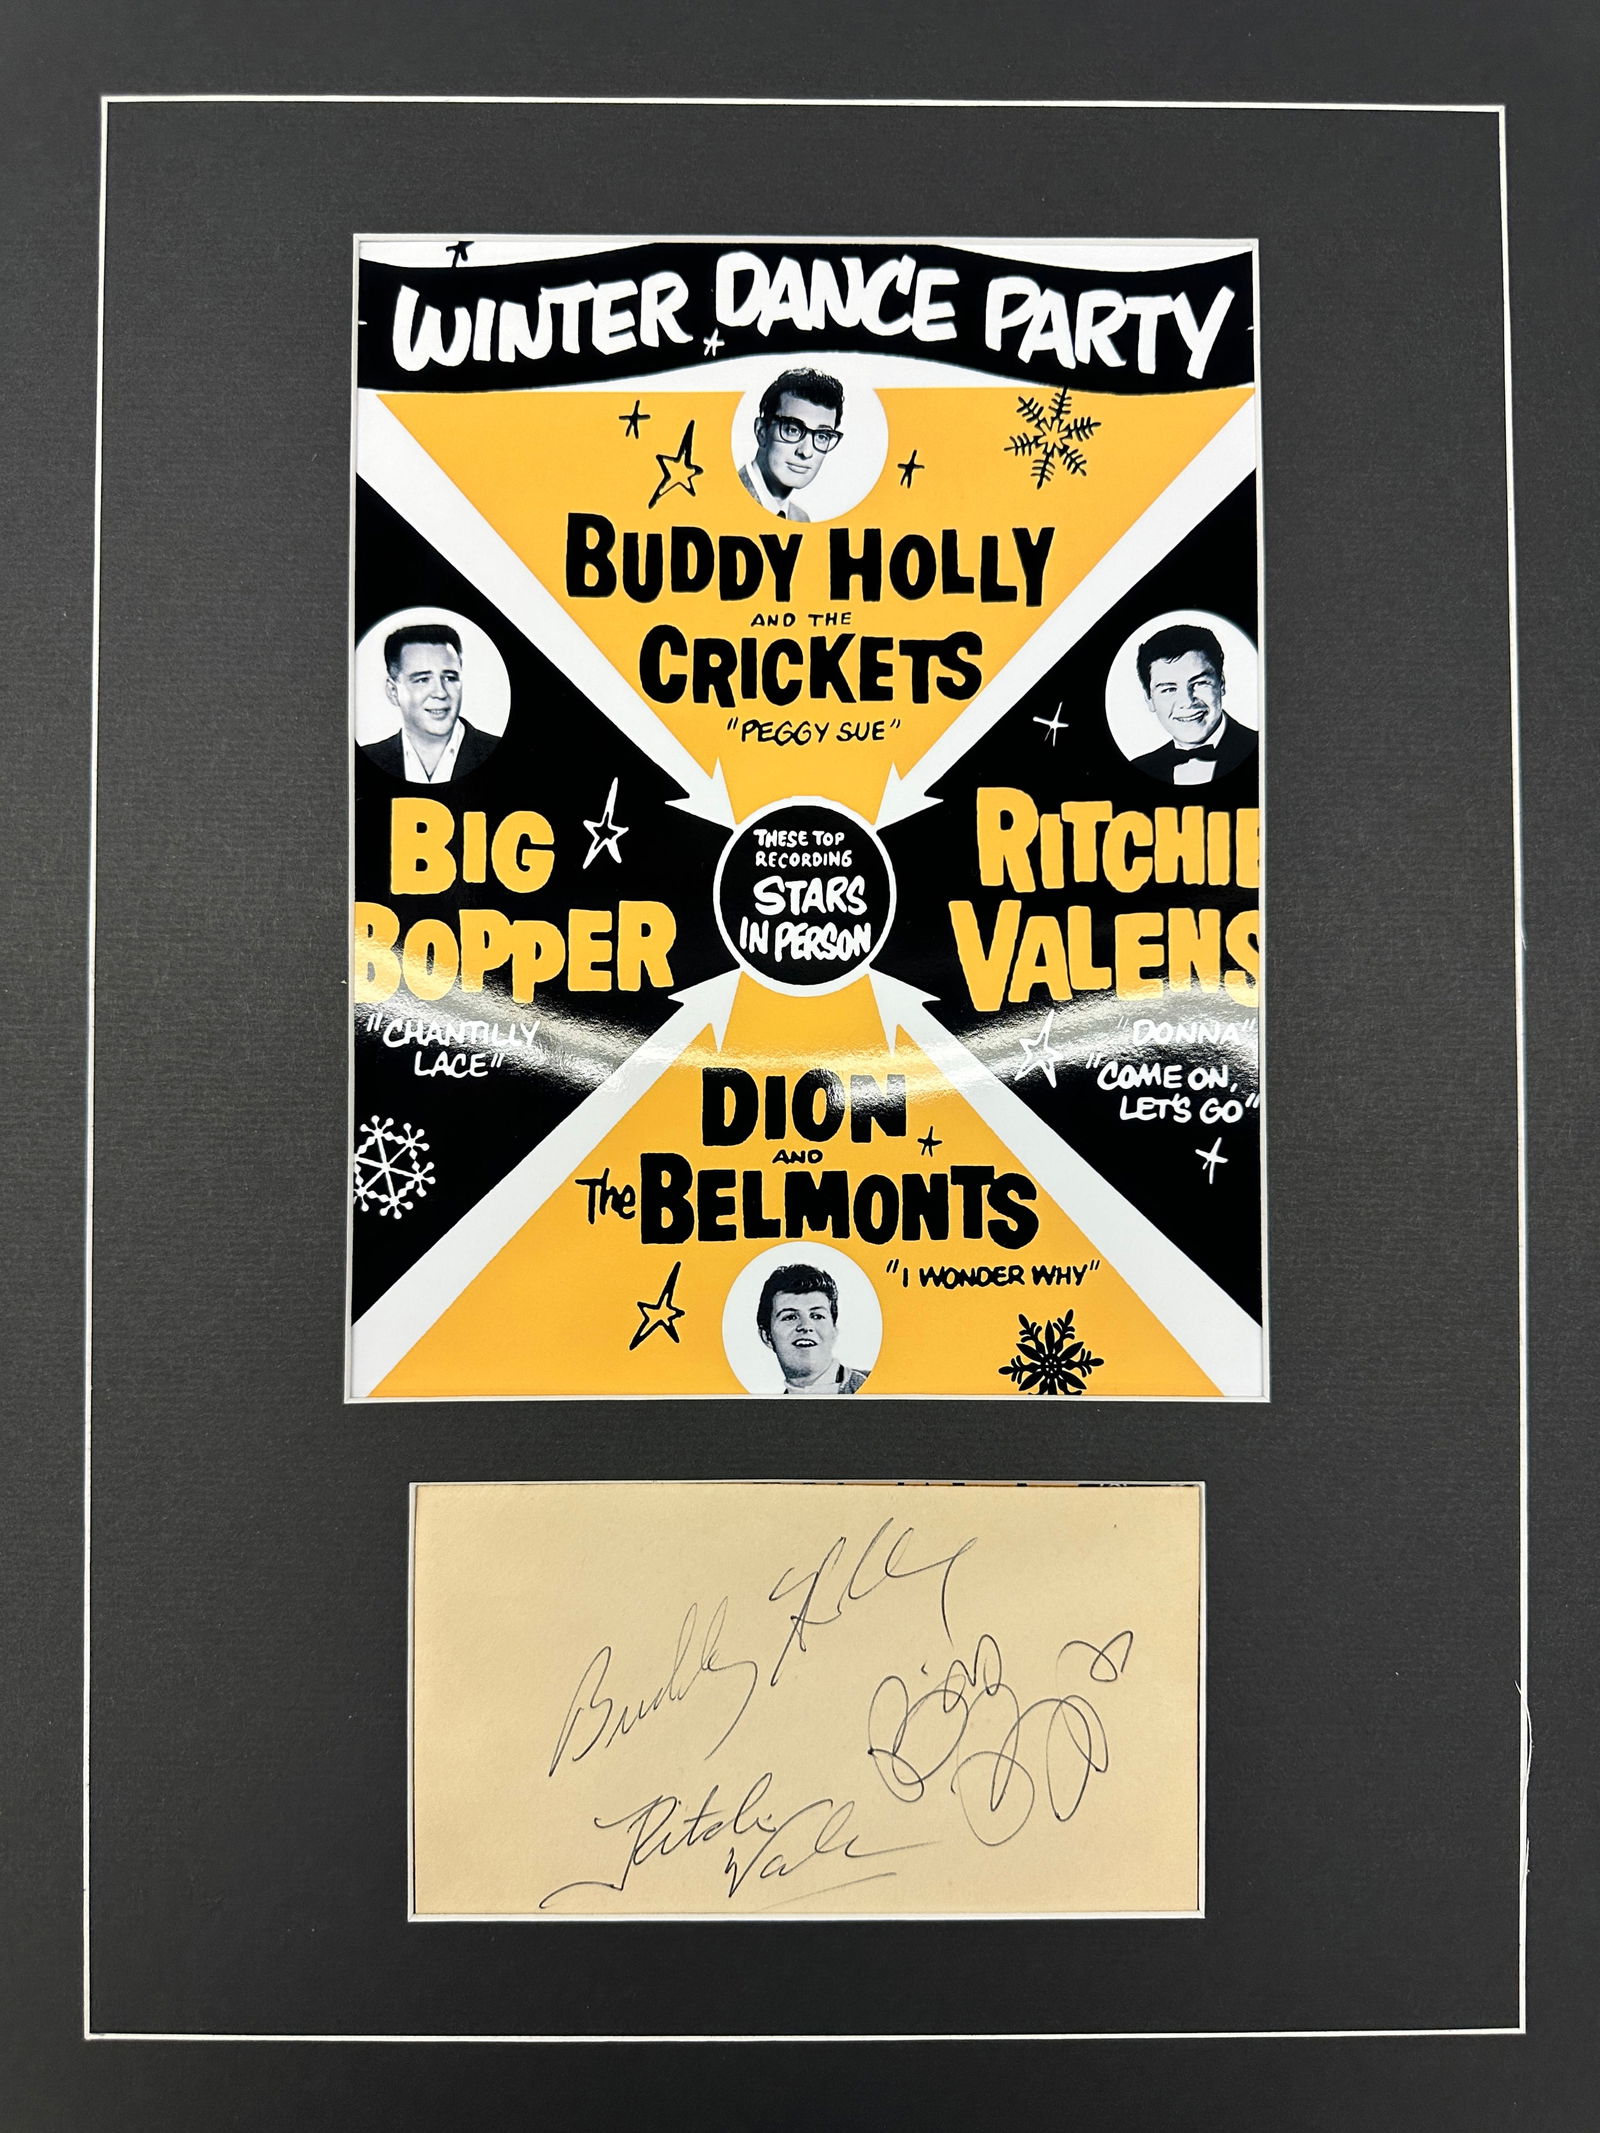 WINTER DANCE PARTY
BUDDY HOLLY
AND THE
CRICKETS
"PEGGY SUE"
BIG
BOPPER
"CHANTILLY
LACE"
THESE TOP
RECORDING
STARS
IN PERSON
RITCHIE
VALENS
"DONNA"
"COME ON,
LET'S GO"
DION
AND
The BELMONTS
"I WONDER WHY"
Buddy Holly
Big Bopper
Ritchie
Valens